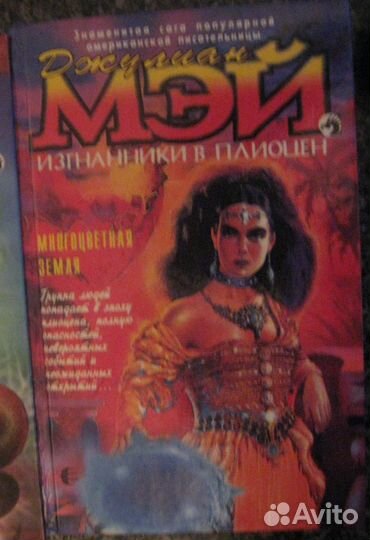 Знаменитая сага популярной
американской писательницы
Джулиан
МЭЙ
ИЗГНАННИКИ В ПЛИОЦЕН
МНОГОЦВЕТНАЯ
ЗЕМЛЯ
Группа людей
попадает в эпоху
плиоцена, полную
опасностей,
невероятных
событий и
неожиданных
открытий...
Avito